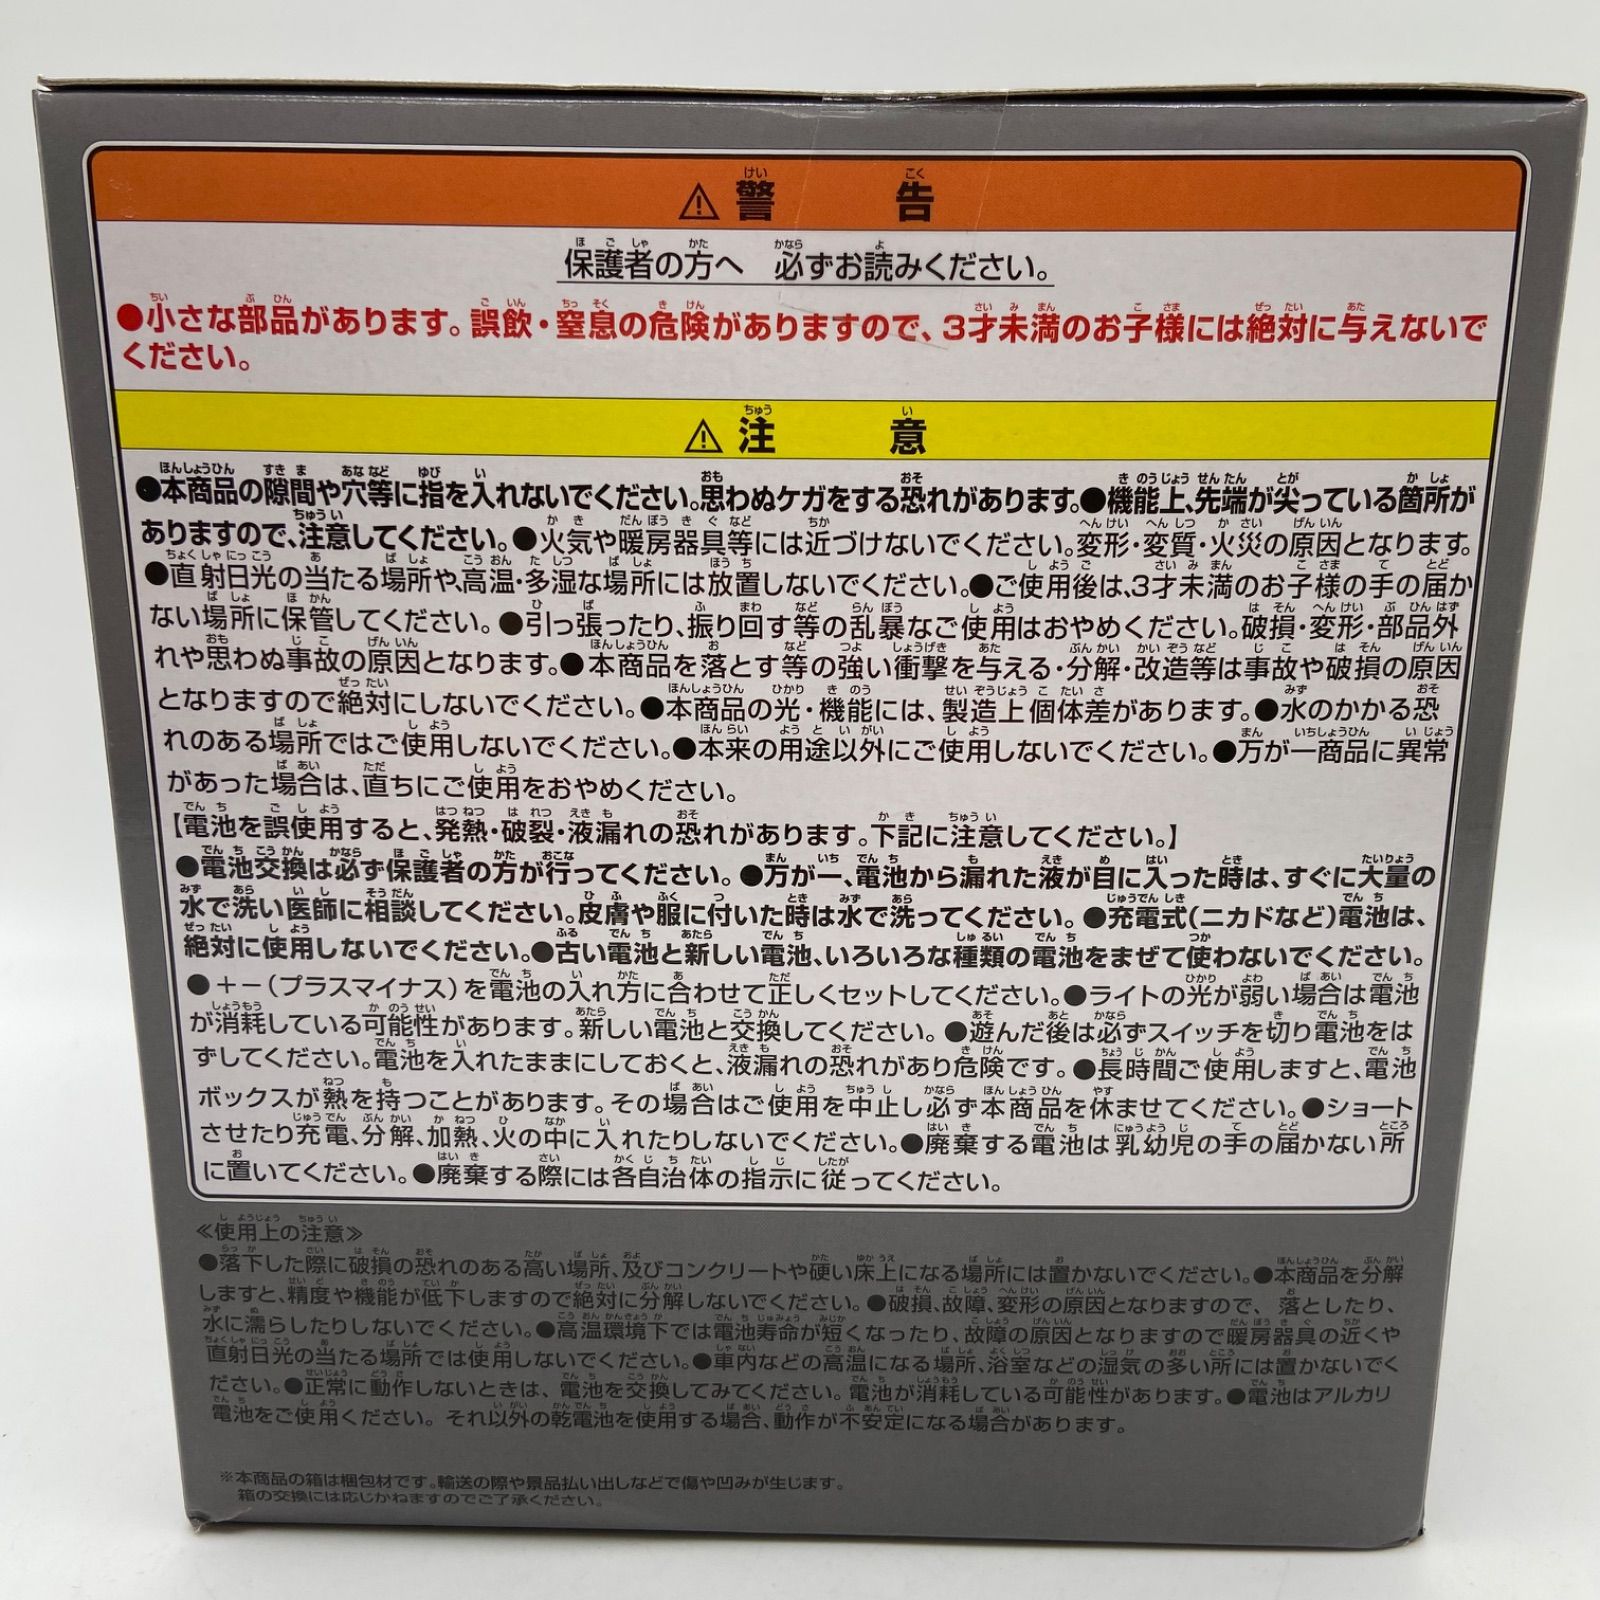 ⚠警告
保護者の方へ 必ずお読みください。
●小さな部品があります。誤飲・窒息の危険がありますので、3才未満のお子様には絶対に与えないで
ください。
⚠注意
●本商品の隙間や穴等に指を入れないでください。思わぬケガをする恐れがあります。●機能上、先端が尖っている箇所が
ありますので、注意してください。●火気や暖房器具等には近づけないでください。変形・変質・火災の原因となります。
●直射日光の当たる場所や、高温・多湿な場所には放置しないでください。●ご使用後は、3才未満のお子様の手の届か
ない場所に保管してください。●引っ張ったり、振り回す等の乱暴なご使用はおやめください。破損・変形・部品外
れや思わぬ事故の原因となります。●本商品を落とす等の強い衝撃を与える・分解・改造等は事故や破損の原因
となりますので絶対にしないでください。●本商品の光・機能には、製造上個体差があります。●水のかかる恐
れのある場所ではご使用しないでください。●本来の用途以外にご使用しないでください。●万が一商品に異常
があった場合は、直ちにご使用をおやめください。
【電池を誤使用すると、発熱・破裂・液漏れの恐れがあります。下記に注意してください。】
●電池交換は必ず保護者の方が行ってください。●万が一、電池から漏れた液が目に入った時は、すぐに大量の
水で洗い医師に相談してください。皮膚や服に付いた時は水で洗ってください。●充電式(ニカドなど)電池は、
絶対に使用しないでください。●古い電池と新しい電池、いろいろな種類の電池をまぜて使わないでください。
●＋−(プラスマイナス)を電池の入れ方に合わせて正しくセットしてください。●ライトの光が弱い場合は電池
が消耗している可能性があります。新しい電池と交換してください。●遊んだ後は必ずスイッチを切り電池をは
ずしてください。電池を入れたままにしておくと、液漏れの恐れがあり危険です。●長時間ご使用しますと、電池
ボックスが熱を持つことがあります。その場合はご使用を中止し必ず本商品を休ませてください。●ショート
させたり充電、分解、加熱、火の中に入れたりしないでください。●廃棄する電池は乳幼児の手の届かない所
に置いてください。●廃棄する際には各自治体の指示に従ってください。
≪使用上の注意≫
●落下した際に破損の恐れのある高い場所、及びコンクリートや硬い床上になる場所には置かないでください。●本商品を分解
しますと、精度や機能が低下しますので絶対に分解しないでください。●破損、故障、変形の原因となりますので、落としたり、
水に濡らしたりしないでください。●高温環境下では電池寿命が短くなったり、故障の原因となりますので暖房器具の近くや
直射日光の当たる場所では使用しないでください。●車内などの高温になる場所、浴室などの湿気の多い所には置かないでく
ださい。●正常に動作しないときは、電池を交換してみてください。電池が消耗している可能性があります。●電池はアルカリ
電池をご使用ください。それ以外の乾電池を使用する場合、動作が不安定になる場合があります。
※本商品の箱は梱包材です。輸送の際や景品払い出しなどで傷や凹みが生じます。
箱の交換には応じかねますのでご了承ください。